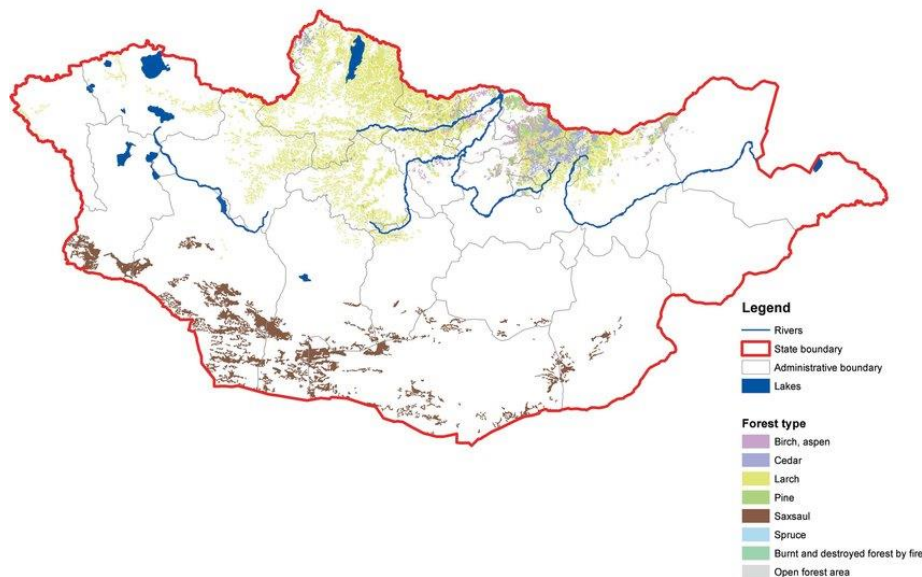 Legend
Rivers
State boundary
Administrative boundary
Lakes
Forest type
Birch, aspen
Cedar
Larch
Pine
Saxsaul
Spruce
Burnt and destroyed forest by fire
Open forest area